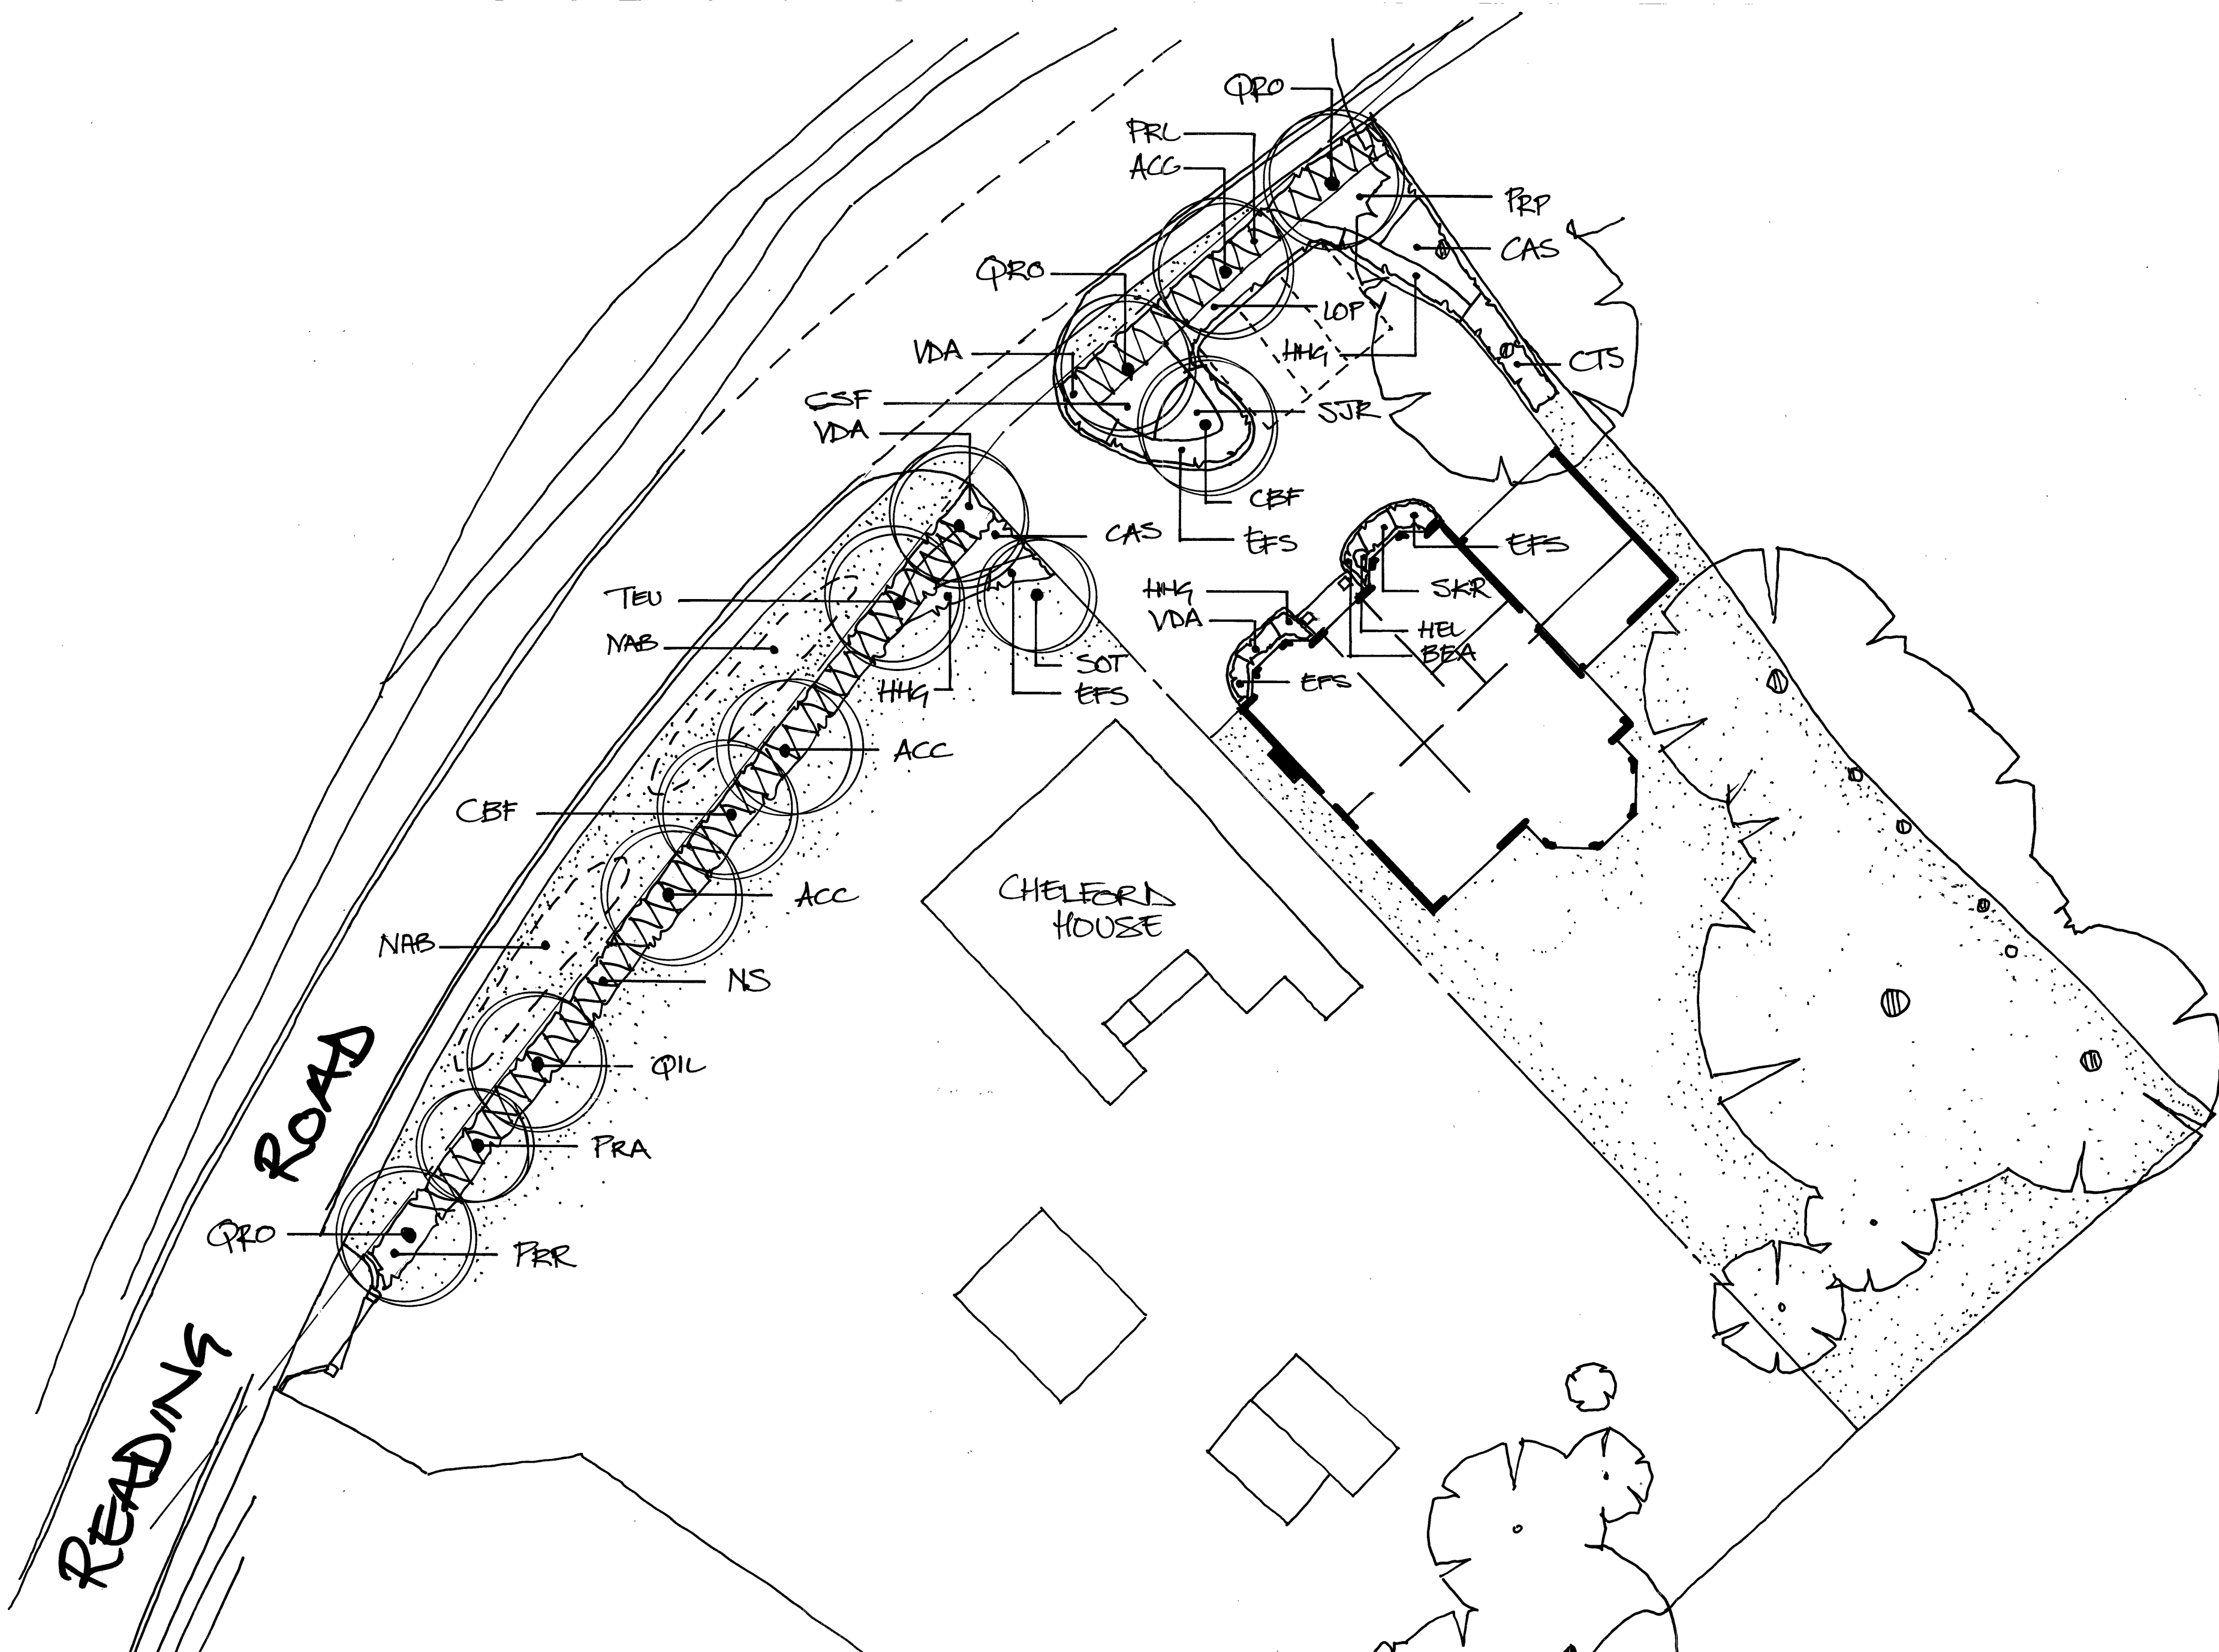 QRO
PRL
ACG
PRP
CAS
QRO
LOP
HHG
VDA
CTS
CSF
SJR
VDA
CBF
CAS
EFS
EFS
TEU
HHG
SKR
VDA
HEL
NAB
BEA
SOT
EFS
HHG
EFS
ACC
CBF
CHELFORD
HOUSE
ACC
NAB
NS
QIL
PRA
QRO
PRR
READING ROAD